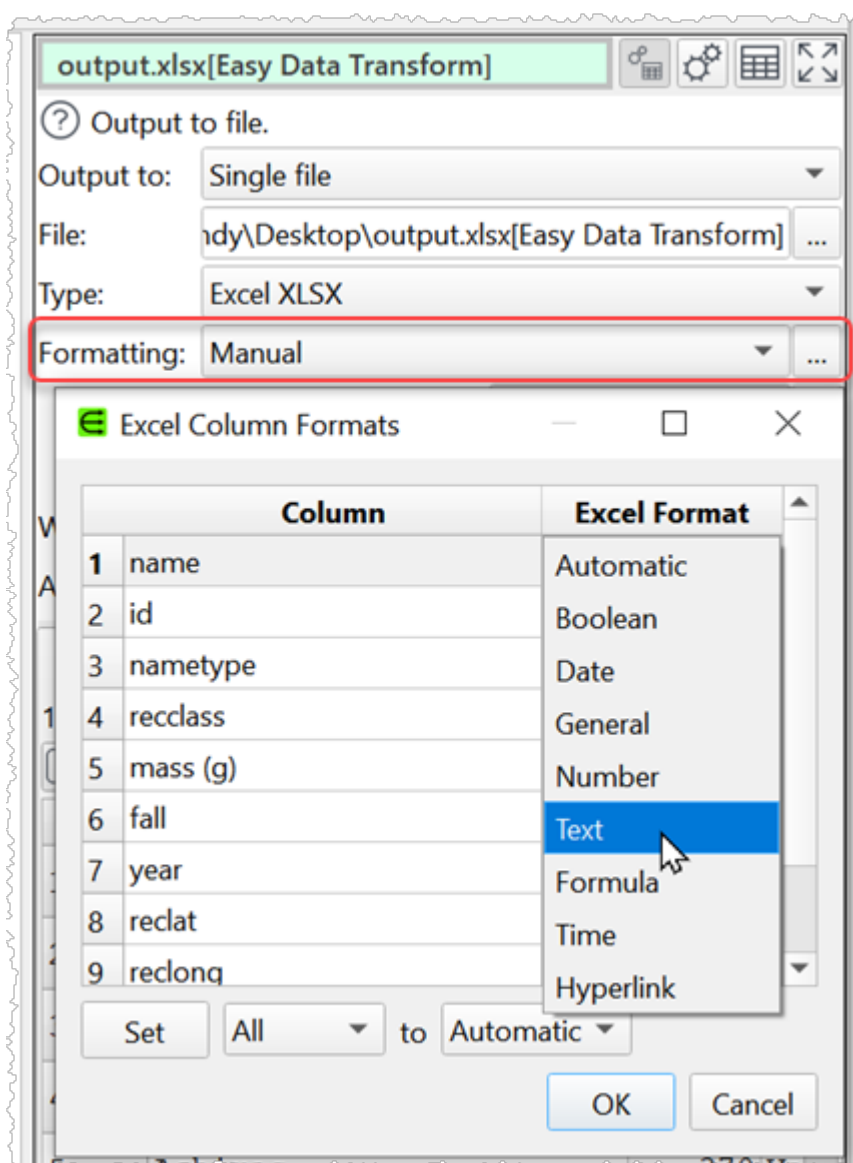 output.xlsx[Easy Data Transform]
Output to file.
Output to: Single file
File: ndy\Desktop\output.xlsx[Easy Data Transform] ...
Type: Excel XLSX
Formatting: Manual ...
Excel Column Formats
Column Excel Format
1 name Automatic
2 id Boolean
3 nametype Date
4 recclass General
5 mass (g) Number
6 fall Text
7 year Formula
8 reclat Time
9 reclong Hyperlink
Set All to Automatic
OK Cancel